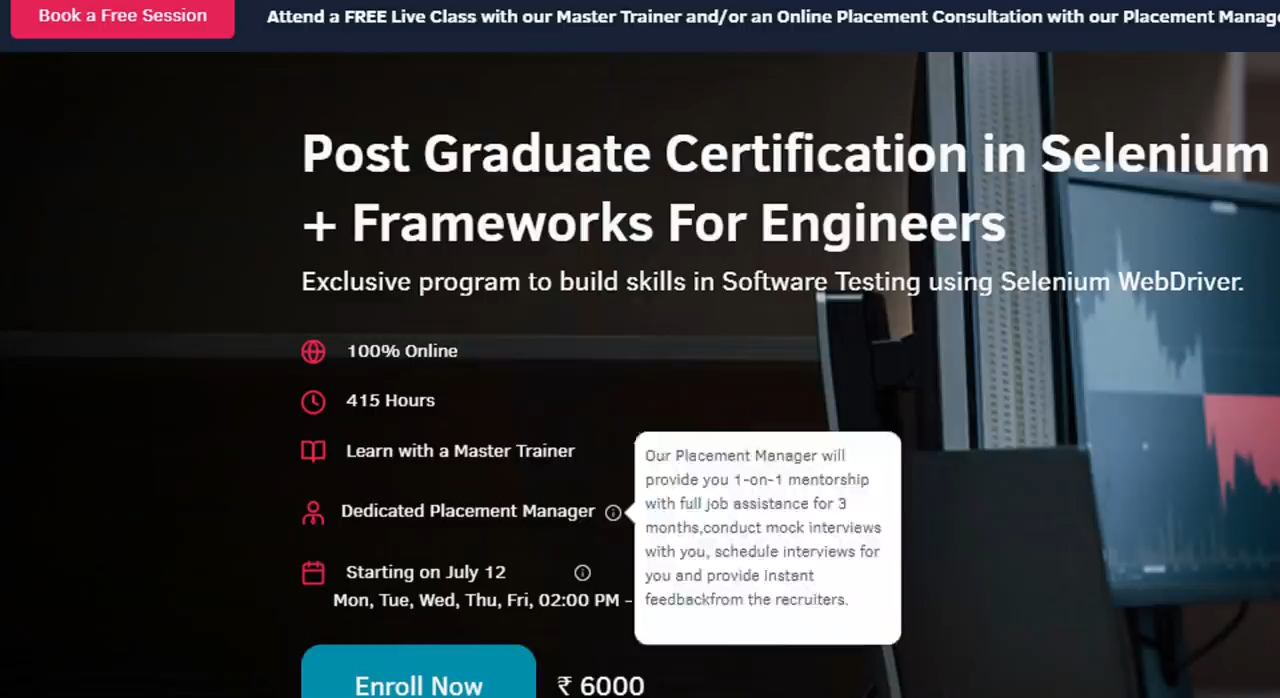 Book a Free Session
Attend a FREE Live Class with our Master Trainer and/or an Online Placement Consultation with our Placement Manag
Post Graduate Certification in Selenium
+ Frameworks For Engineers
Exclusive program to build skills in Software Testing using Selenium WebDriver.
100% Online
415 Hours
Learn with a Master Trainer
Dedicated Placement Manager
Our Placement Manager will
provide you 1-on-1 mentorship
with full job assistance for 3
months,conduct mock interviews
with you, schedule interviews for
you and provide instant
feedbackfrom the recruiters.
Starting on July 12
Mon, Tue, Wed, Thu, Fri, 02:00 PM –
Enroll Now
₹ 6000